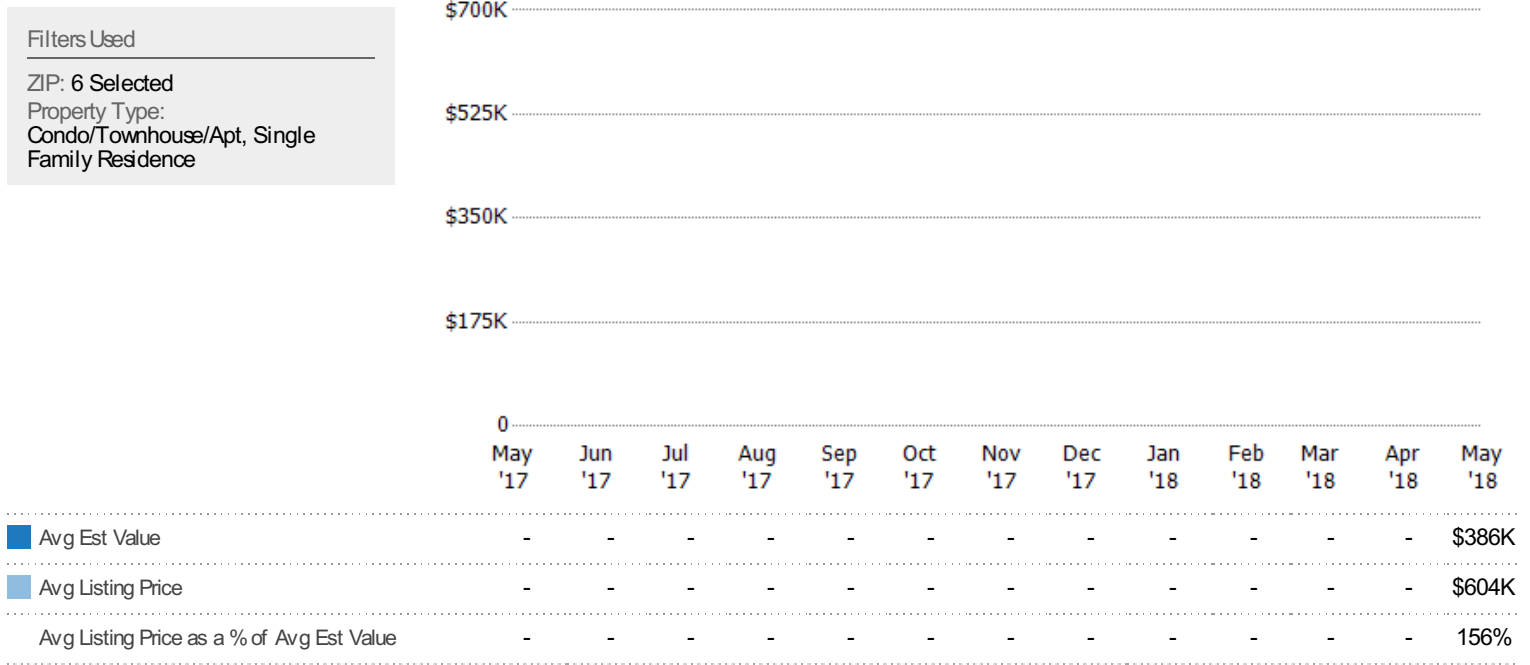 Filters Used
ZIP: 6 Selected
Property Type:
Condo/Townhouse/Apt, Single
Family Residence
$700K
$525K
$350K
$175K
0
May Jun Jul Aug Sep Oct Nov Dec Jan Feb Mar Apr May
'17 '17 '17 '17 '17 '17 '17 '17 '18 '18 '18 '18 '18
Avg Est Value - - - - - - - - - - - - $386K
Avg Listing Price - - - - - - - - - - - - $604K
Avg Listing Price as a % of Avg Est Value - - - - - - - - - - - - 156%